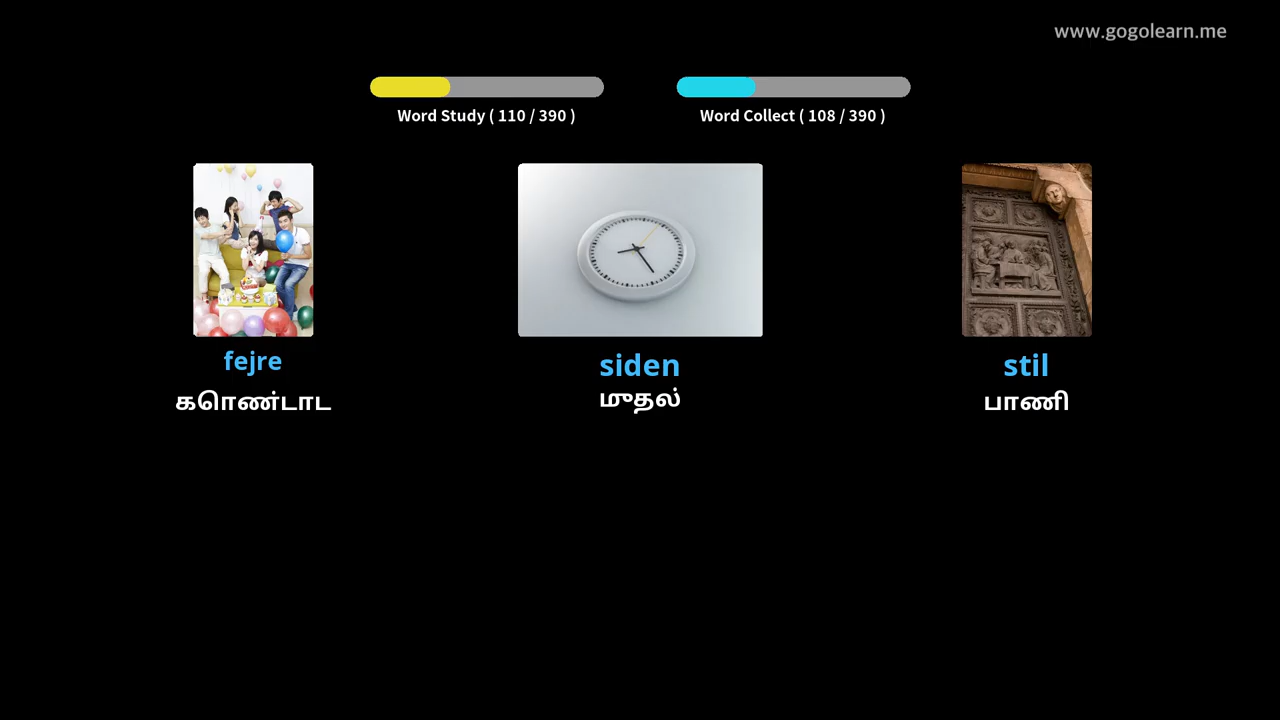 www.gogolearn.me
Word Study ( 110 / 390 )
Word Collect ( 108 / 390 )
fejre
siden
stil
கொண்டாட
முதல்
பாணி